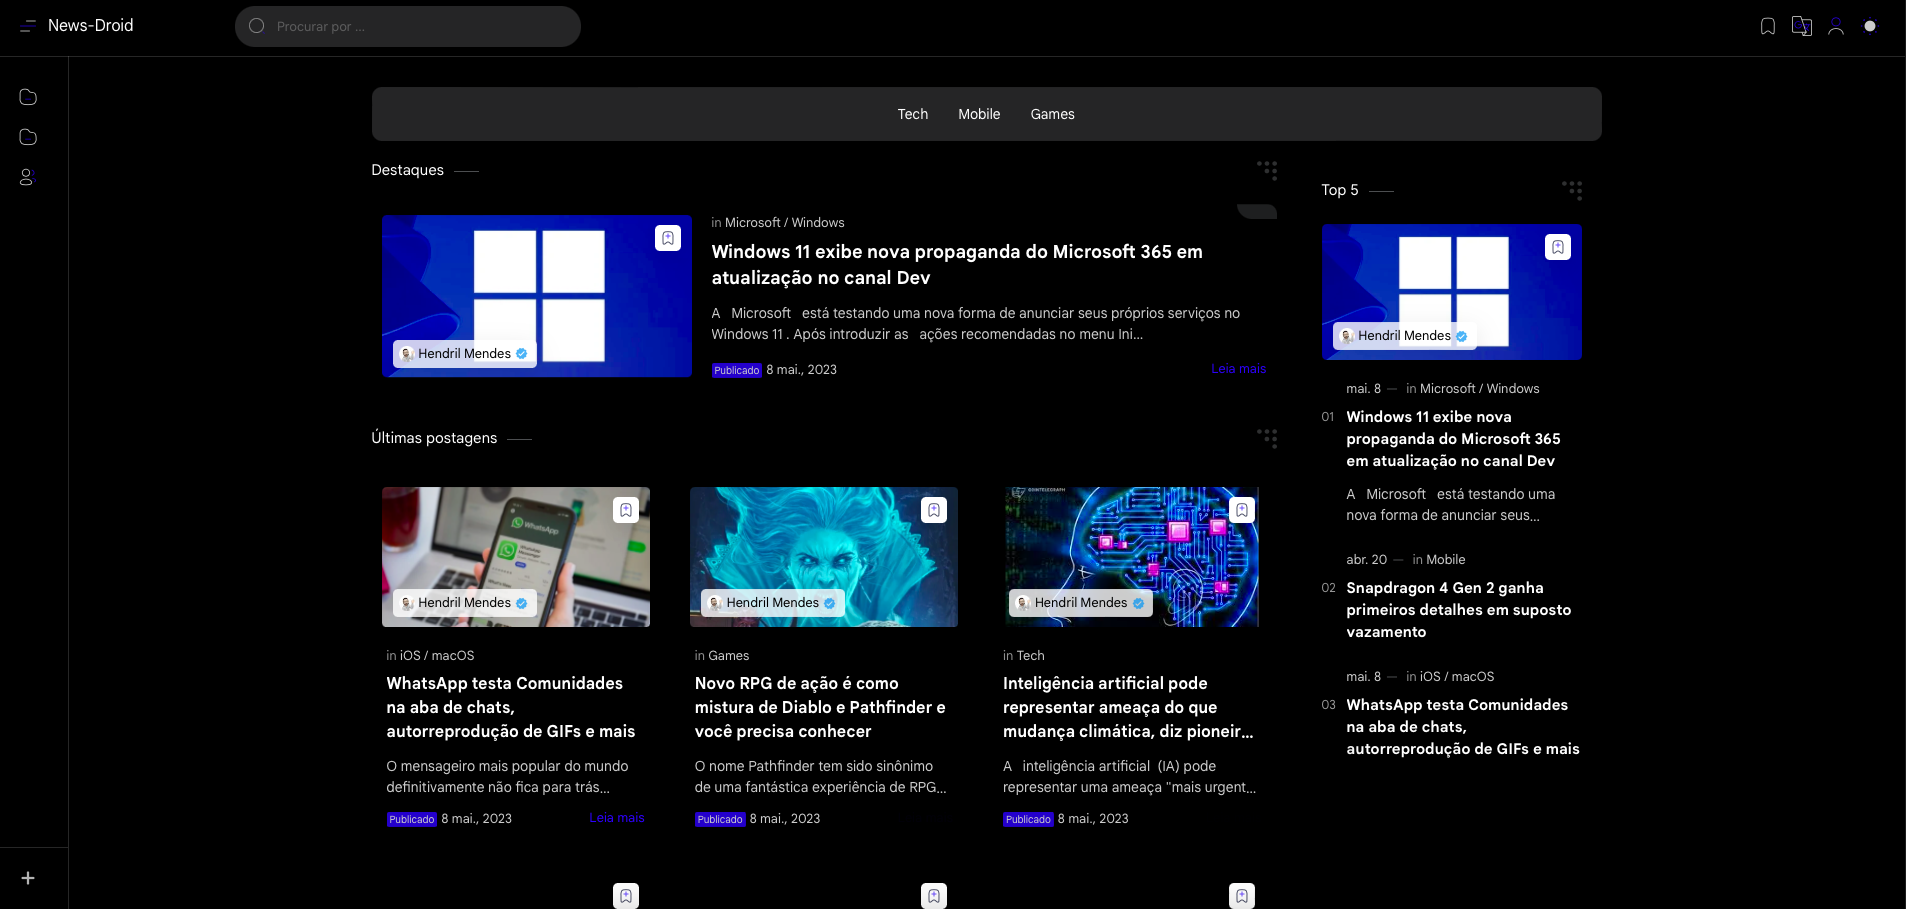 News-Droid
Procurar por ...
Tech
Mobile
Games
Destaques
in Microsoft / Windows
Windows 11 exibe nova propaganda do Microsoft 365 em
atualização no canal Dev
A Microsoft está testando uma nova forma de anunciar seus próprios serviços no
Windows 11 . Após introduzir as ações recomendadas no menu Ini...
Hendril Mendes
Publicado 8 mai., 2023
Leia mais
Últimas postagens
WhatsApp
WhatsApp
Messenger
Hendril Mendes
in iOS / macOS
WhatsApp testa Comunidades
na aba de chats,
autorreprodução de GIFs e mais
O mensageiro mais popular do mundo
definitivamente não fica para trás...
Publicado 8 mai., 2023
Leia mais
Hendril Mendes
in Games
Novo RPG de ação é como
mistura de Diablo e Pathfinder e
você precisa conhecer
O nome Pathfinder tem sido sinônimo
de uma fantástica experiência de RPG...
Publicado 8 mai., 2023
COINTELEGRAPH
Hendril Mendes
in Tech
Inteligência artificial pode
representar ameaça do que
mudança climática, diz pioneir...
A inteligência artificial (IA) pode
representar uma ameaça "mais urgent...
Publicado 8 mai., 2023
Top 5
Hendril Mendes
mai. 8 — in Microsoft / Windows
01
Windows 11 exibe nova
propaganda do Microsoft 365
em atualização no canal Dev
A Microsoft está testando uma
nova forma de anunciar seus...
abr. 20 — in Mobile
02
Snapdragon 4 Gen 2 ganha
primeiros detalhes em suposto
vazamento
mai. 8 — in iOS / macOS
03
WhatsApp testa Comunidades
na aba de chats,
autorreprodução de GIFs e mais